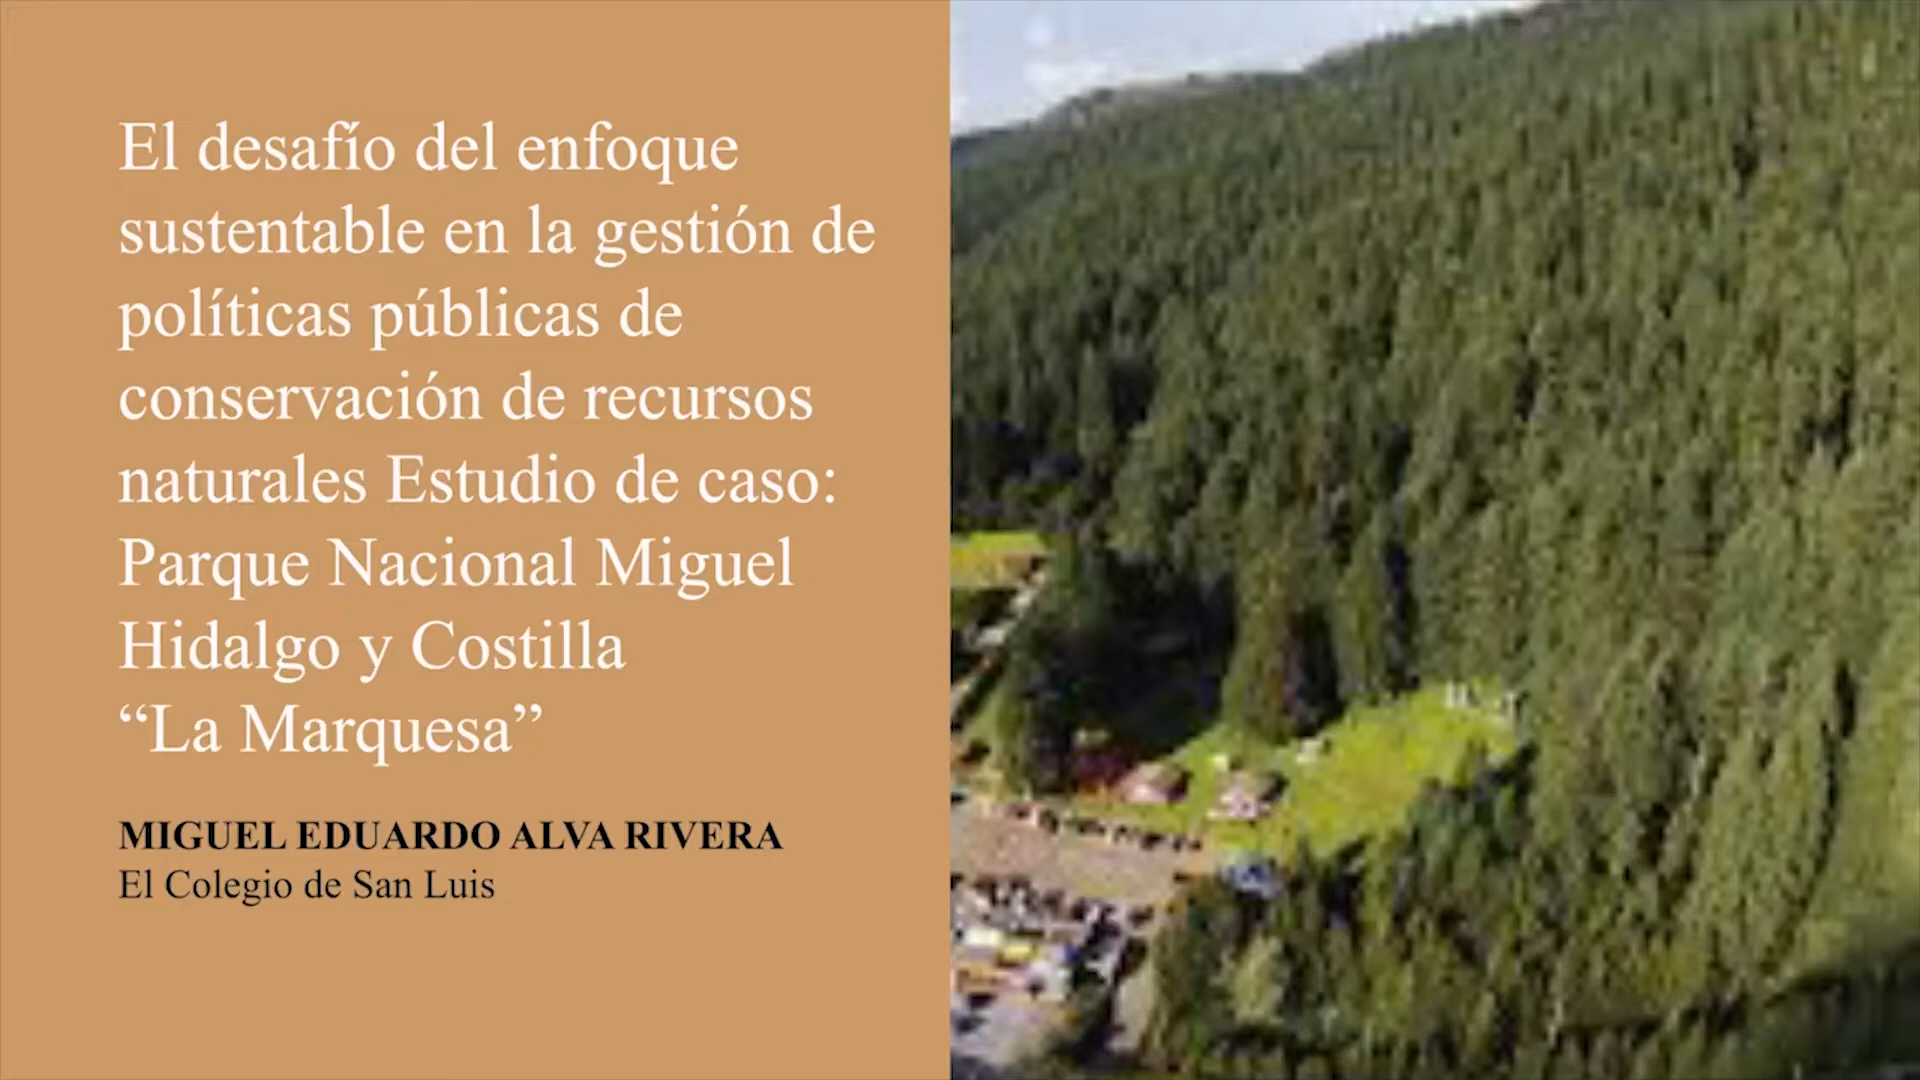 El desafío del enfoque
sustentable en la gestión de
políticas públicas de
conservación de recursos
naturales Estudio de caso:
Parque Nacional Miguel
Hidalgo y Costilla
“La Marquesa”
MIGUEL EDUARDO ALVA RIVERA
El Colegio de San Luis